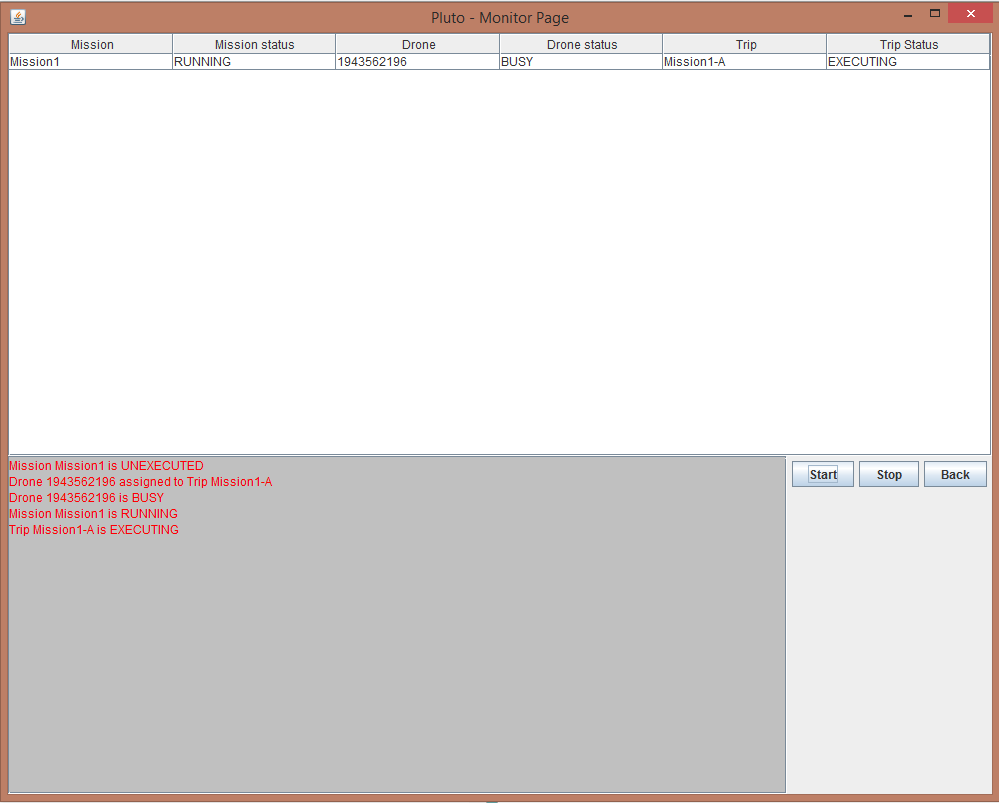 Pluto - Monitor Page
Mission Mission status Drone Drone status Trip Trip Status
Mission1 RUNNING 1943562196 BUSY Mission1-A EXECUTING
Mission Mission1 is UNEXECUTED
Drone 1943562196 assigned to Trip Mission1-A
Drone 1943562196 is BUSY
Mission Mission1 is RUNNING
Trip Mission1-A is EXECUTING
Start Stop Back